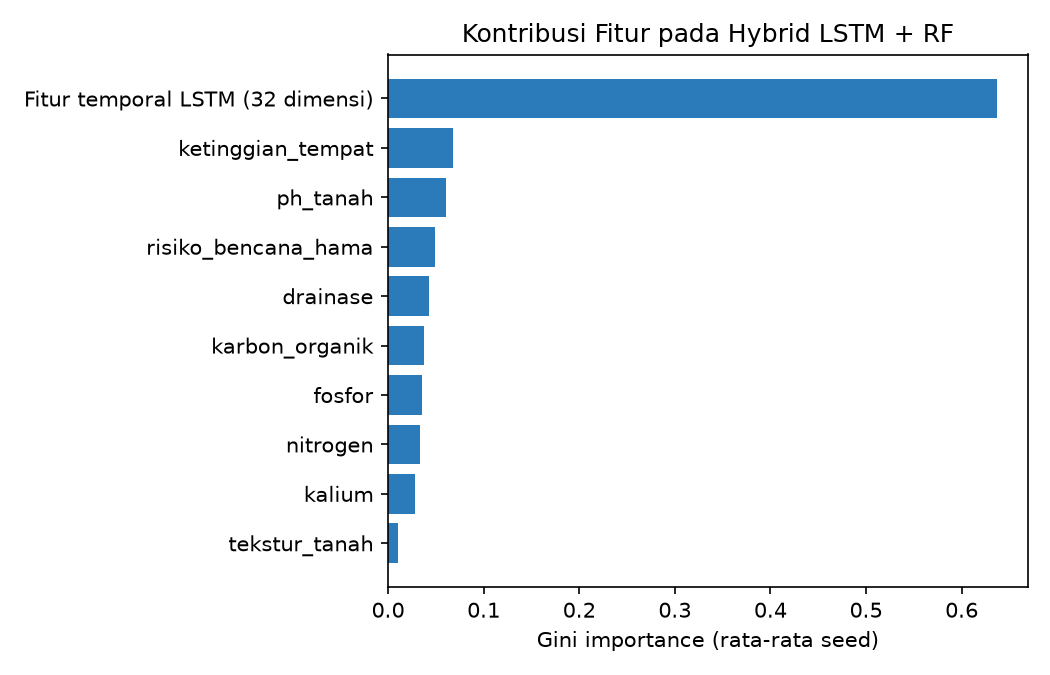 Kontribusi Fitur pada Hybrid LSTM + RF
Fitur temporal LSTM (32 dimensi)
ketinggian_tempat
ph_tanah
risiko_bencana_hama
drainase
karbon_organik
fosfor
nitrogen
kalium
tekstur_tanah
0.0 0.1 0.2 0.3 0.4 0.5 0.6
Gini importance (rata-rata seed)